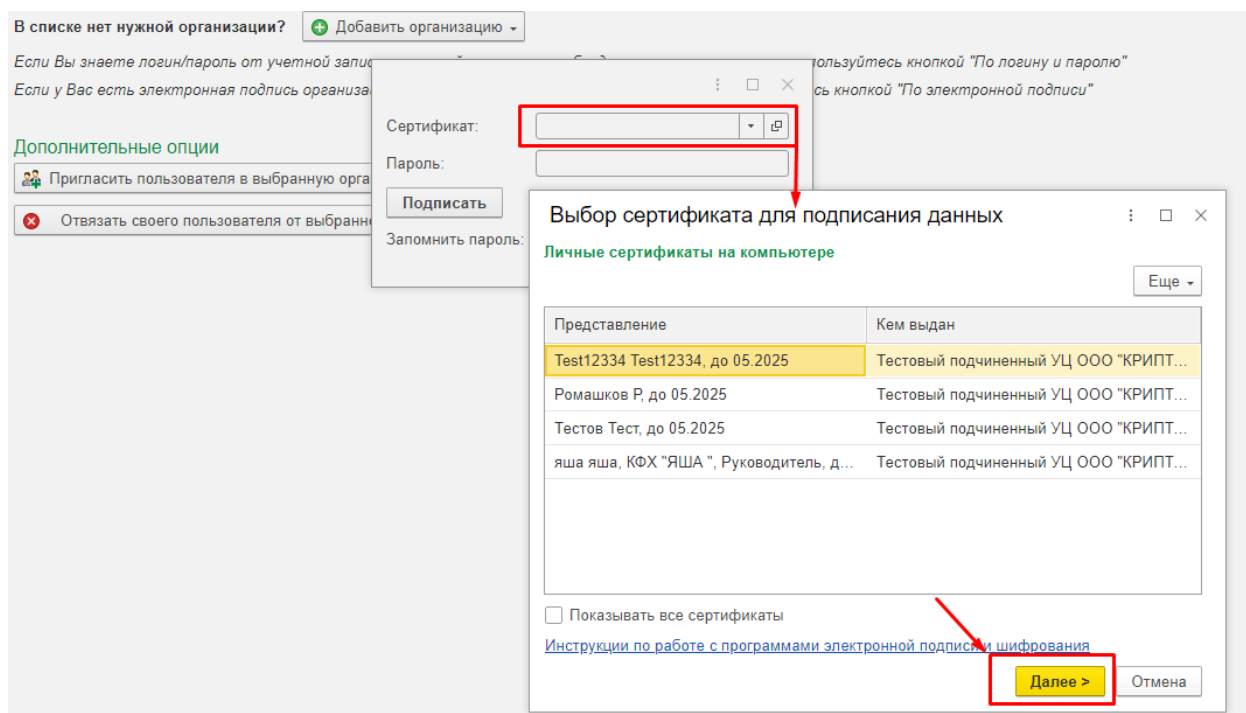 В списке нет нужной организации? Добавить организацию
Если Вы знаете логин/пароль от учетной
пользуйтесь кнопкой "По логину и паролю"
Если у Вас есть электронная подпись
кнопкой "По электронной подписи"
Сертификат:
Дополнительные опции
Пароль:
Пригласить пользователя в выбранную
Подписать
Отвязать своего пользователя от
Запомнить пароль:
Выбор сертификата для подписания данных
Личные сертификаты на компьютере
Еще
Представление Кем выдан
Test12334 Test12334, до 05.2025 Тестовый подчиненный УЦ ООО "КРИПТ...
Ромашков Р, до 05.2025 Тестовый подчиненный УЦ ООО "КРИПТ...
Тестов Тест, до 05.2025 Тестовый подчиненный УЦ ООО "КРИПТ...
яша яша, КФХ "ЯША ", Руководитель, д... Тестовый подчиненный УЦ ООО "КРИПТ...
Показывать все сертификаты
Инструкции по работе с программами электронной подписи и шифрования
Далее > Отмена